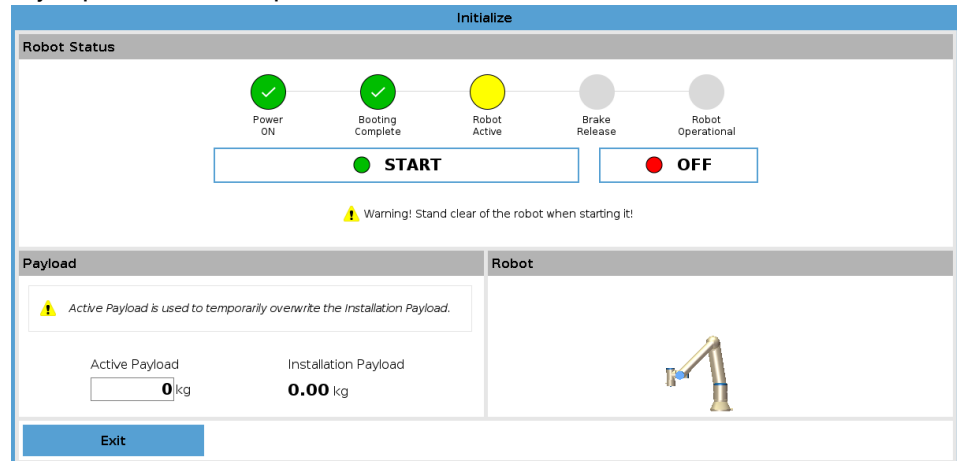 Initialize
Robot Status
Power
ON
Booting
Complete
Robot
Active
Brake
Release
Robot
Operational
START
OFF
Warning! Stand clear of the robot when starting it!
Payload
Robot
Active Payload is used to temporarily overwrite the Installation Payload.
Active Payload
Installation Payload
0 kg
0.00 kg
Exit